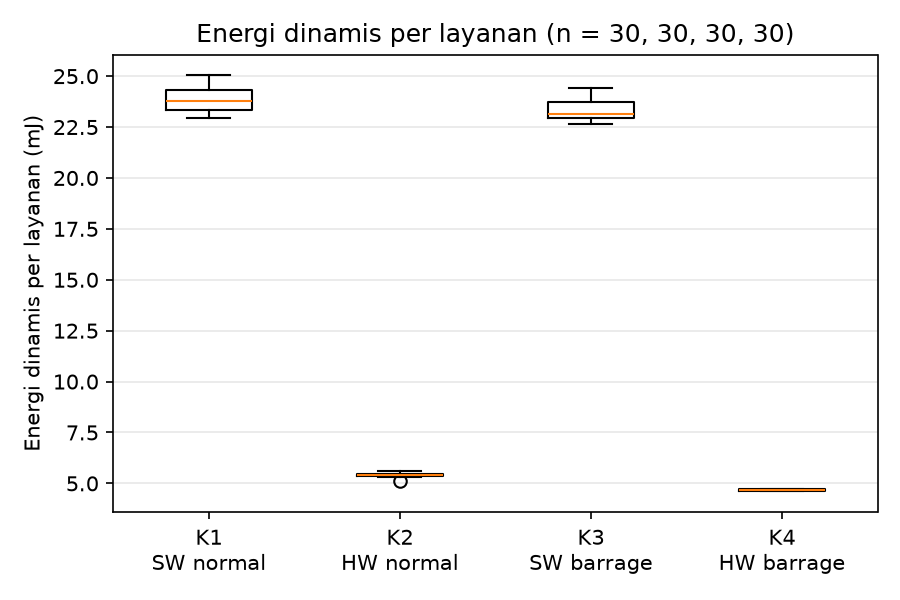 Energi dinamis per layanan (n = 30, 30, 30, 30)
Energi dinamis per layanan (mJ)
25.0
22.5
20.0
17.5
15.0
12.5
10.0
7.5
5.0
K1 K2 K3 K4
SW normal HW normal SW barrage HW barrage